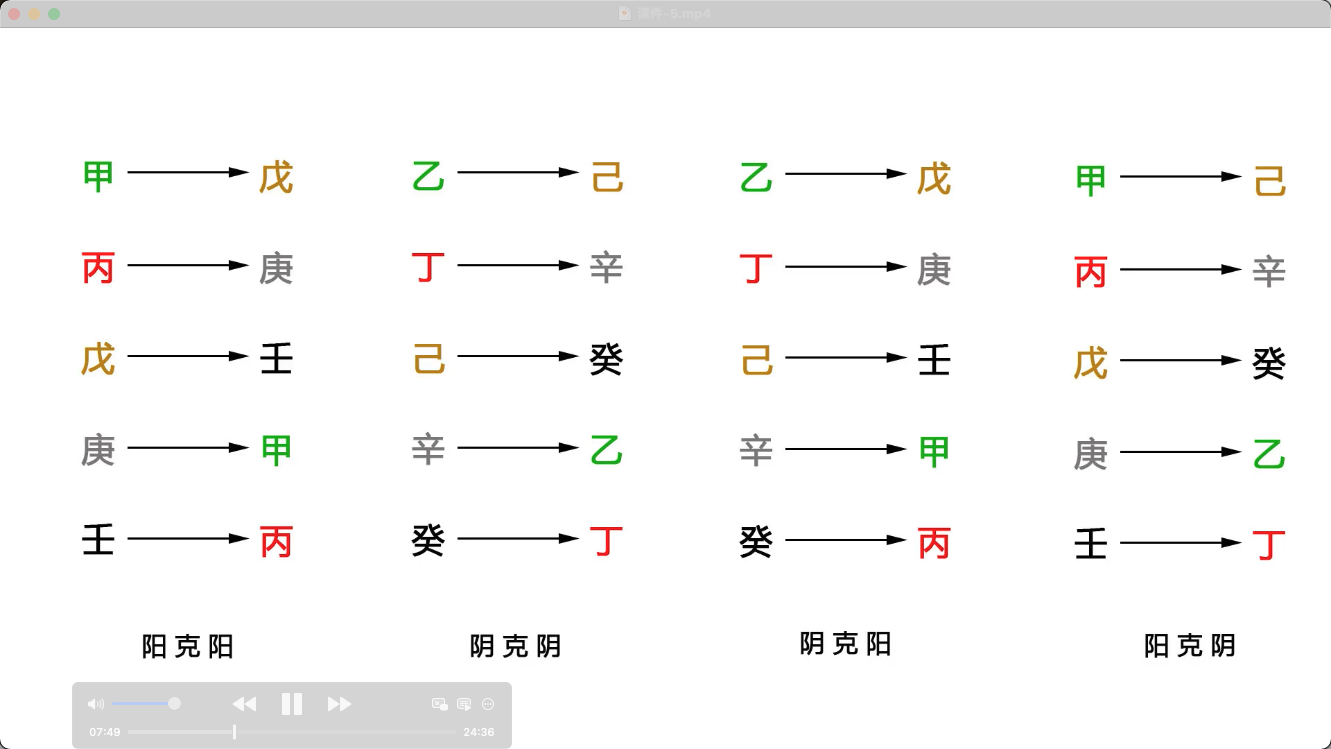 课件-5.mp4
甲 → 戊 乙 → 己 乙 → 戊 甲 → 己
丙 → 庚 丁 → 辛 丁 → 庚 丙 → 辛
戊 → 壬 己 → 癸 己 → 壬 戊 → 癸
庚 → 甲 辛 → 乙 辛 → 甲 庚 → 乙
壬 → 丙 癸 → 丁 癸 → 丙 壬 → 丁
阳克阳 阴克阴 阴克阳 阳克阴
07:49 24:36